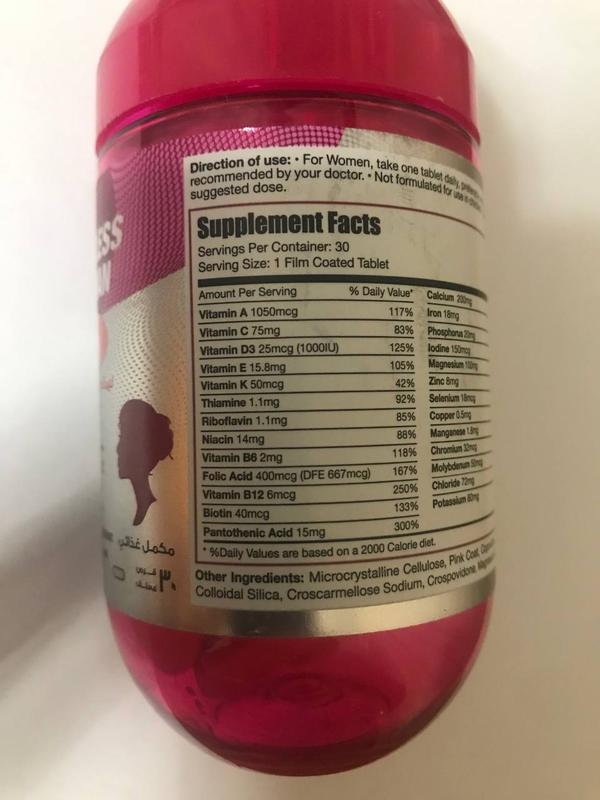 ESS
Direction of use: • For Women, take one tablet daily,
recommended by your doctor. • Not formulated for use in
suggested dose.
Supplement Facts
Servings Per Container: 30
Serving Size: 1 Film Coated Tablet
Amount Per Serving % Daily Value*
Vitamin A 1050mcg 117%
Vitamin C 75mg 83%
Vitamin D3 25mcg (1000IU) 125%
Vitamin E 15.8mg 105%
Vitamin K 50mcg 42%
Thiamine 1.1mg 92%
Riboflavin 1.1mg 85%
Niacin 14mg 88%
Vitamin B6 2mg 118%
Folic Acid 400mcg (DFE 667mcg) 167%
Vitamin B12 6mcg 250%
Biotin 40mcg 133%
Pantothenic Acid 15mg 300%
Calcium 200mg
Iron 18mg
Phosphorus 20mg
Iodine 150mcg
Magnesium 100mg
Zinc 8mg
Selenium 18mcg
Copper 0.5mg
Manganese 1.8mg
Chromium 32mcg
Molybdenum 50mcg
Chloride 72mg
Potassium 80mg
* %Daily Values are based on a 2000 Calorie diet.
Other Ingredients: Microcrystalline Cellulose, Pink Coat,
Colloidal Silica, Croscarmellose Sodium, Crospovidone,
مكمل غذائي
٣٠ قرص
مغلف